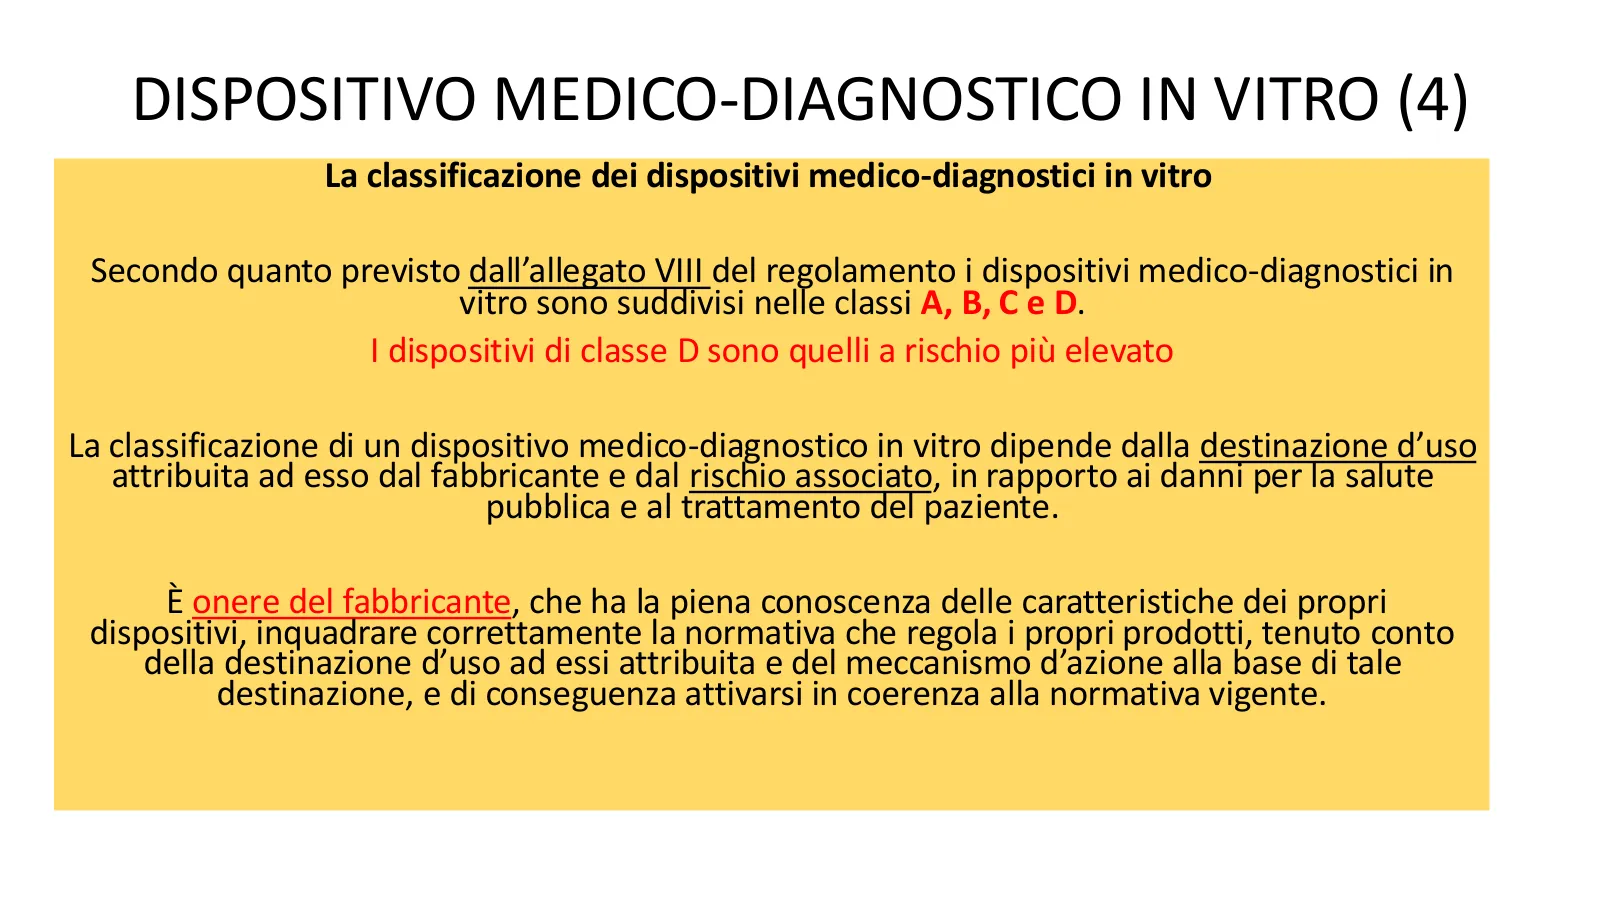 DISPOSITIVO MEDICO-DIAGNOSTICO IN VITRO (4)
La classificazione dei dispositivi medico-diagnostici in vitro
Secondo quanto previsto dall’allegato VIII del regolamento i dispositivi medico-diagnostici in
vitro sono suddivisi nelle classi A, B, C e D.
I dispositivi di classe D sono quelli a rischio più elevato
La classificazione di un dispositivo medico-diagnostico in vitro dipende dalla destinazione d’uso
attribuita ad esso dal fabbricante e dal rischio associato, in rapporto ai danni per la salute
pubblica e al trattamento del paziente.
È onere del fabbricante, che ha la piena conoscenza delle caratteristiche dei propri
dispositivi, inquadrare correttamente la normativa che regola i propri prodotti, tenuto conto
della destinazione d’uso ad essi attribuita e del meccanismo d’azione alla base di tale
destinazione, e di conseguenza attivarsi in coerenza alla normativa vigente.